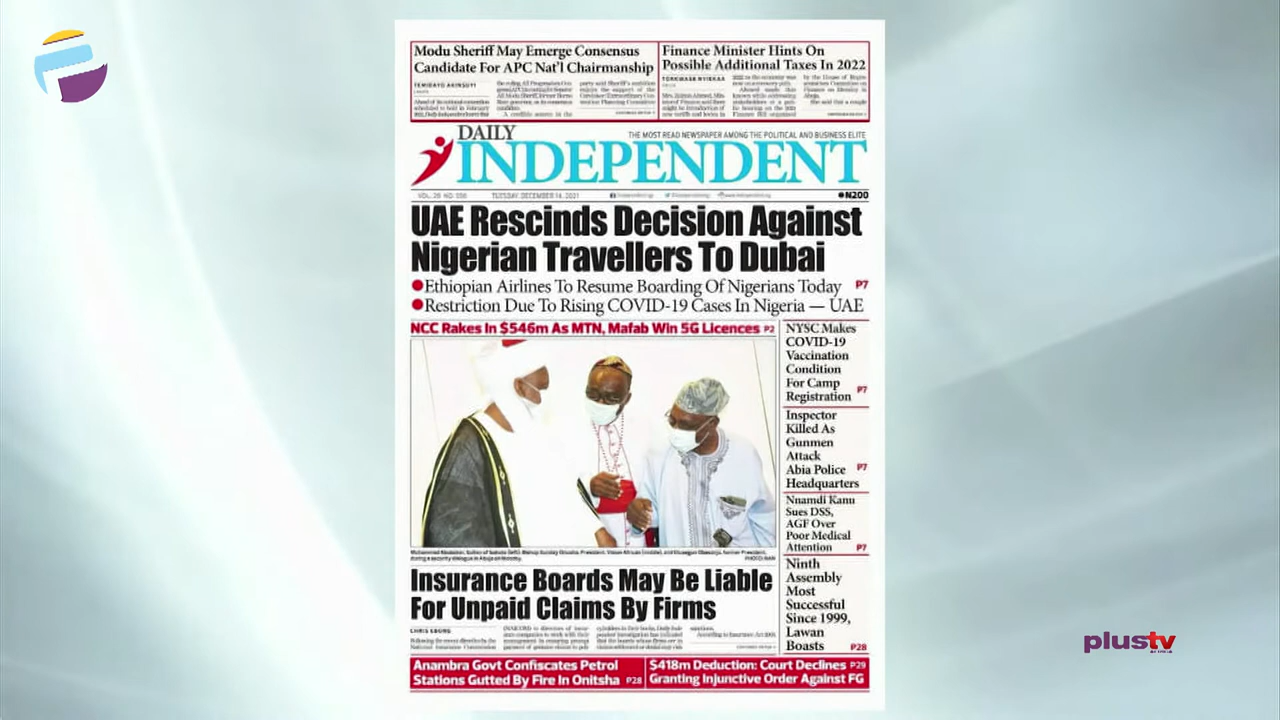 Modu Sheriff May Emerge Consensus
Candidate For APC Nat'l Chairmanship
TEMIDAYO AKINSUYI
Finance Minister Hints On
Possible Additional Taxes In 2022
DAILY
INDEPENDENT
THE MOST READ NEWSPAPER AMONG THE POLITICAL AND BUSINESS ELITE
TUESDAY, DECEMBER 14, 2021
N200
UAE Rescinds Decision Against
Nigerian Travellers To Dubai
Ethiopian Airlines To Resume Boarding Of Nigerians Today P7
Restriction Due To Rising COVID-19 Cases In Nigeria — UAE
NCC Rakes In $546m As MTN, Mafab Win 5G Licences P2
NYSC Makes
COVID-19
Vaccination
Condition
For Camp
Registration P7
Inspector
Killed As
Gunmen
Attack
Abia Police P7
Headquarters
Nnamdi Kanu
Sues DSS,
AGF Over
Poor Medical
Attention P7
Ninth
Assembly
Most
Successful
Since 1999,
Lawan
Boasts P28
Insurance Boards May Be Liable
For Unpaid Claims By Firms
Anambra Govt Confiscates Petrol
Stations Gutted By Fire In Onitsha P28
$418m Deduction: Court Declines P29
Granting Injunctive Order Against FG
plustv